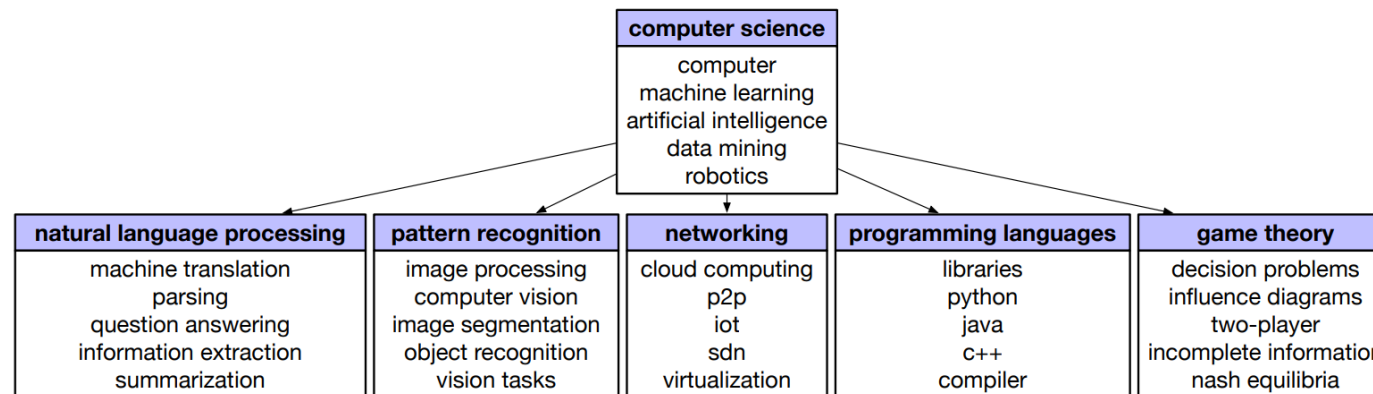 computer science
computer
machine learning
artificial intelligence
data mining
robotics
natural language processing
machine translation
parsing
question answering
information extraction
summarization
pattern recognition
image processing
computer vision
image segmentation
object recognition
vision tasks
networking
cloud computing
p2p
iot
sdn
virtualization
programming languages
libraries
python
java
c++
compiler
game theory
decision problems
influence diagrams
two-player
incomplete information
nash equilibria